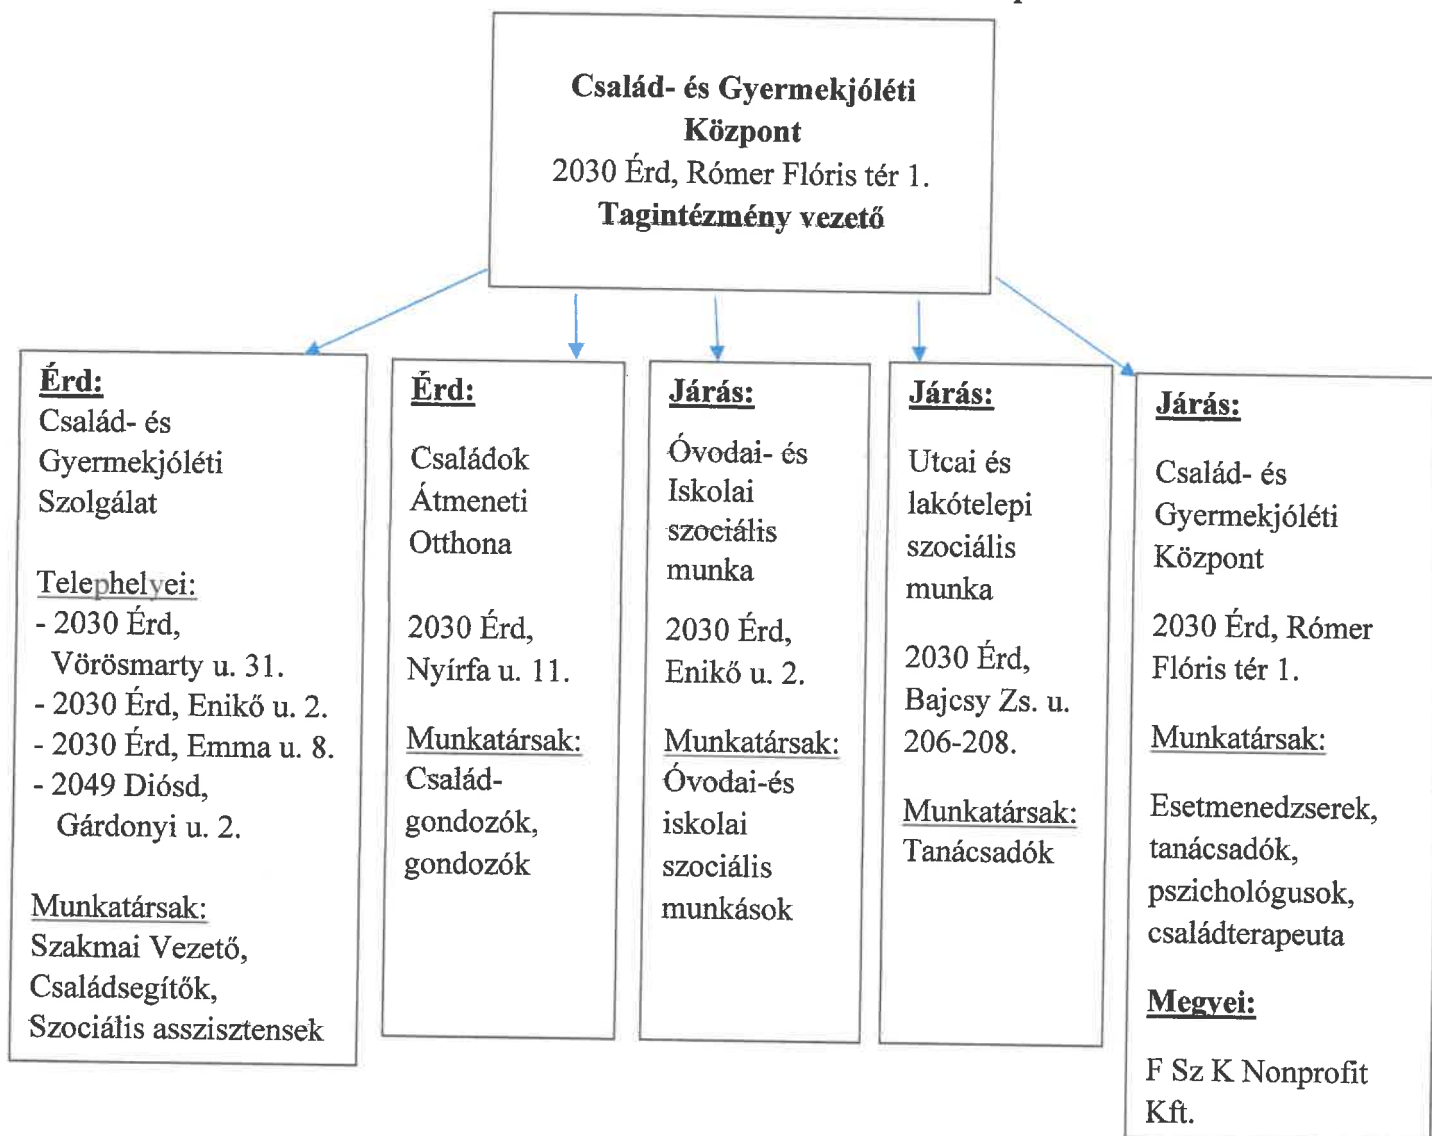 Család- és Gyermekjóléti
Központ
2030 Érd, Rómer Flóris tér 1.
Tagintézmény vezető
Érd:
Család- és
Gyermekjóléti
Szolgálat
Telephelyei:
- 2030 Érd,
Vörösmarty u. 31.
- 2030 Érd, Enikő u. 2.
- 2030 Érd, Emma u. 8.
- 2049 Diósd,
Gárdonyi u. 2.
Munkatársak:
Szakmai Vezető,
Családsegítők,
Szociális asszisztensek
Érd:
Családok
Átmeneti
Otthona
2030 Érd,
Nyírfa u. 11.
Munkatársak:
Család-
gondozók,
gondozók
Járás:
Óvodai- és
Iskolai
szociális
munka
2030 Érd,
Enikő u. 2.
Munkatársak:
Óvodai-és
iskolai
szociális
munkások
Járás:
Utcai és
lakótelepi
szociális
munka
2030 Érd,
Bajcsy Zs. u.
206-208.
Munkatársak:
Tanácsadók
Járás:
Család- és
Gyermekjóléti
Központ
2030 Érd, Rómer
Flóris tér 1.
Munkatársak:
Esetmenedzserek,
tanácsadók,
pszichológusok,
családterapeuta
Megyei:
F Sz K Nonprofit
Kft.